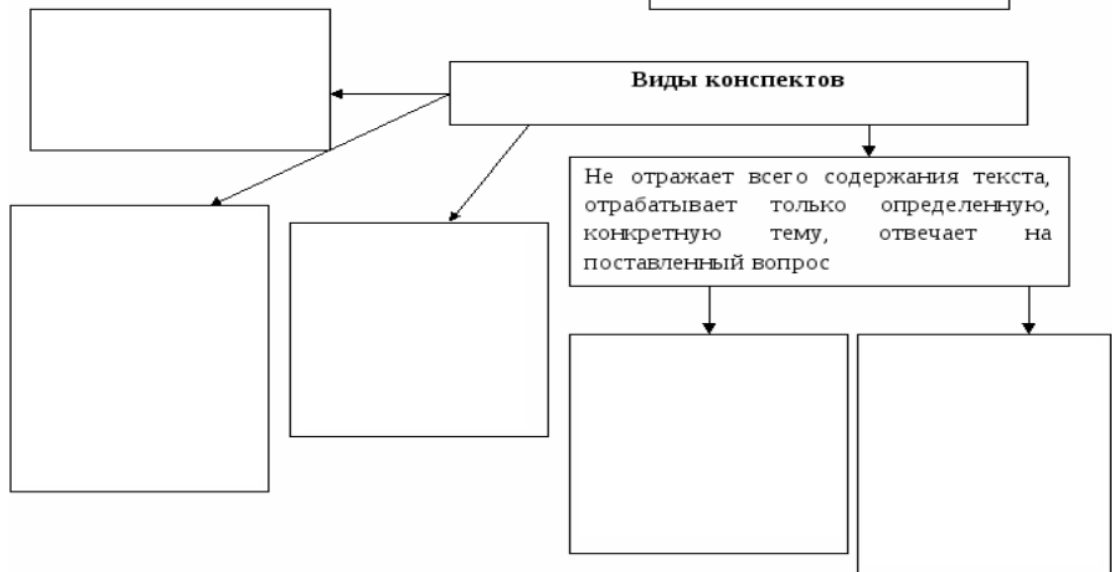 Виды конспектов
Не отражает всего содержания текста,
отрабатывает только определенную,
конкретную тему, отвечает на
поставленный вопрос